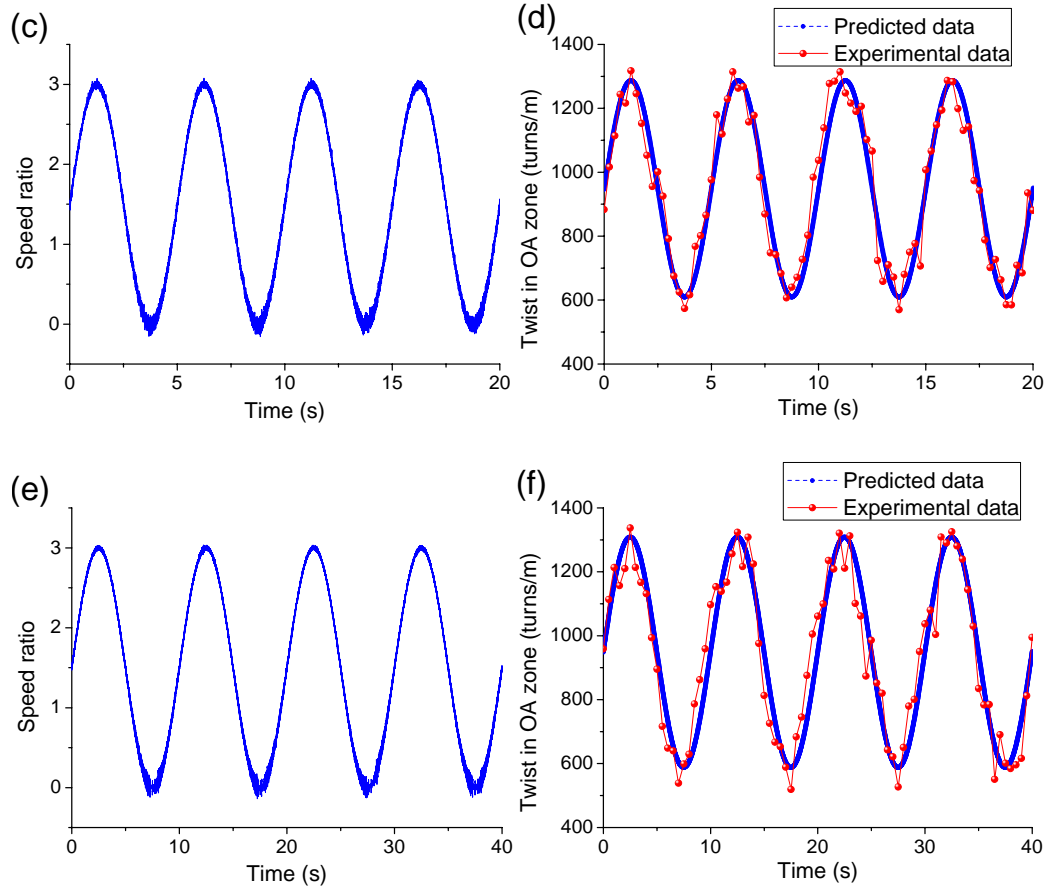 (c)
Speed ratio
3
2
1
0
0
5
10
15
20
Time (s)
(d)
Predicted data
Experimental data
Twist in OA zone (turns/m)
1400
1200
1000
800
600
400
0
5
10
15
20
Time (s)
(e)
Speed ratio
3
2
1
0
0
10
20
30
40
Time (s)
(f)
Predicted data
Experimental data
Twist in OA zone (turns/m)
1400
1200
1000
800
600
400
0
10
20
30
40
Time (s)